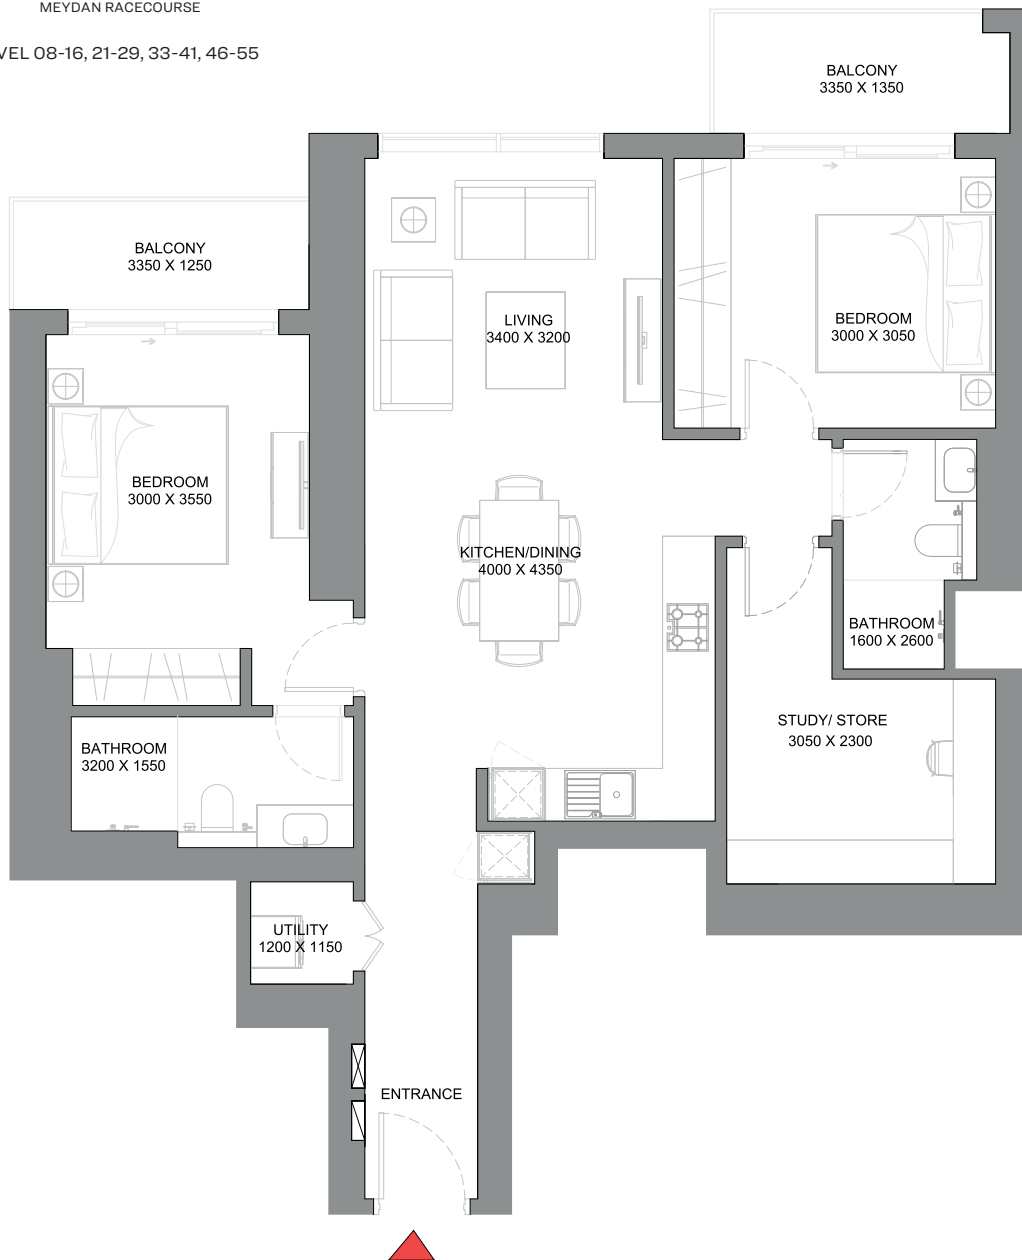 MEYDAN RACECOURSE
VEL 08-16, 21-29, 33-41, 46-55
BALCONY
3350 X 1350
BALCONY
3350 X 1250
LIVING
3400 X 3200
BEDROOM
3000 X 3050
BEDROOM
3000 X 3550
KITCHEN/DINING
4000 X 4350
BATHROOM
1600 X 2600
STUDY/ STORE
3050 X 2300
BATHROOM
3200 X 1550
UTILITY
1200 X 1150
ENTRANCE